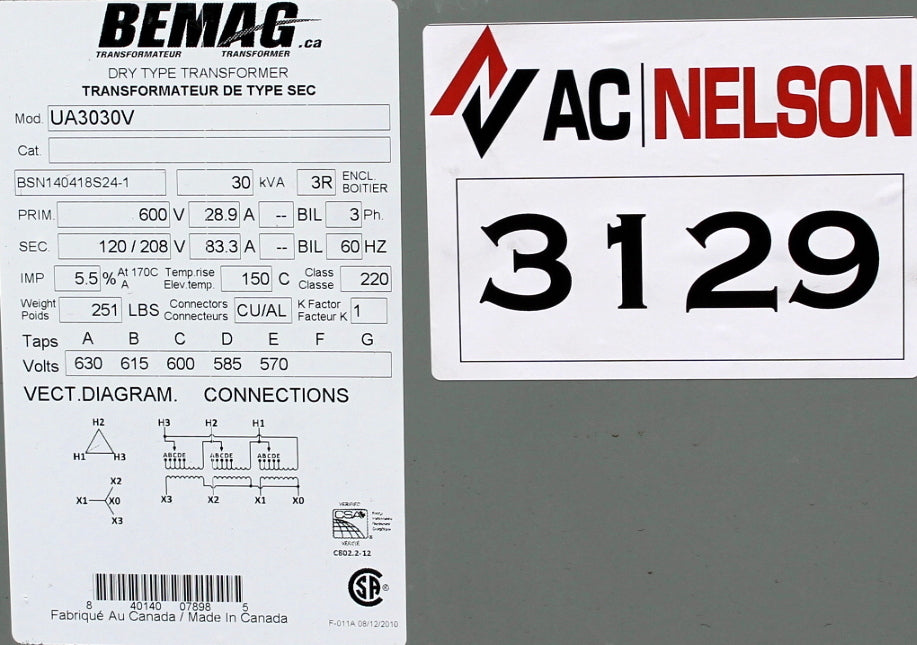 BEMAG.ca
TRANSFORMATEUR TRANSFORMER
DRY TYPE TRANSFORMER
TRANSFORMATEUR DE TYPE SEC
Mod. UA3030V
Cat.
BSN140418S24-1 30 kVA 3R ENCL. BOITIER
PRIM. 600 V 28.9 A -- BIL 3 Ph.
SEC. 120 / 208 V 83.3 A -- BIL 60 HZ
IMP 5.5 % At 170C A Temp.rise Elev.temp. 150 C Class Classe 220
Weight Poids 251 LBS Connectors Connecteurs CU/AL K Factor Facteur K 1
Taps A B C D E F G
Volts 630 615 600 585 570
VECT.DIAGRAM. CONNECTIONS
H2
H1 H3
X2
X1 X0
X3
H3 H2 H1
ABCDE ABCDE ABCDE
X3 X2 X1 X0
VERIFIED
CSA
VERIFIE
C802.2-12
SA
8 40140 07898 5
Fabriqué Au Canada / Made In Canada
F-011A 08/12/2010
AC NELSON
3129